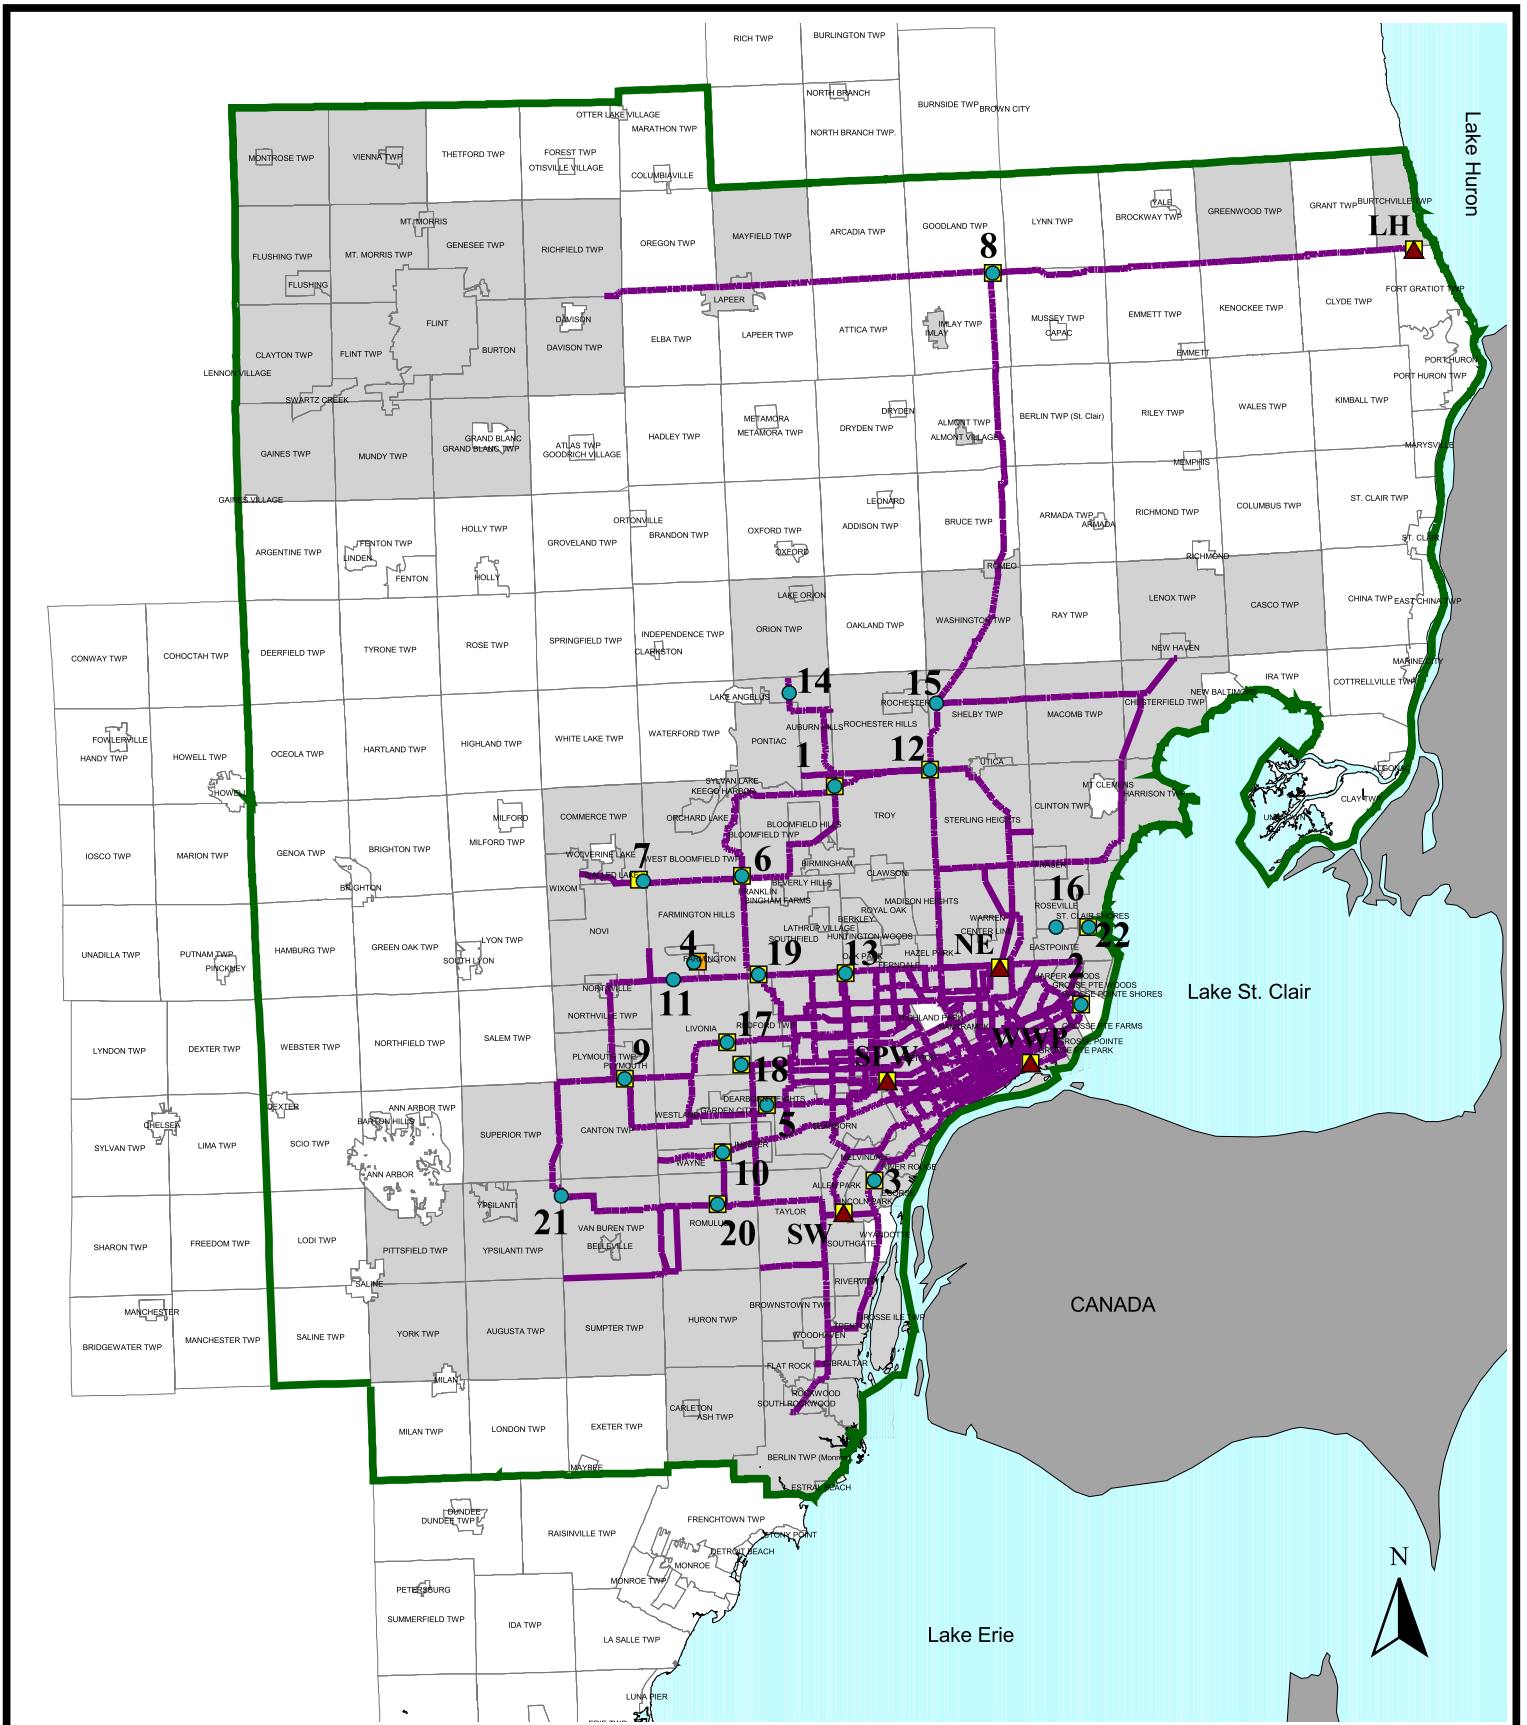 RICH TWP
BURLINGTON TWP
NORTH BRANCH
BURNSIDE TWP
BROWN CITY
OTTER LAKE VILLAGE
MARATHON TWP
NORTH BRANCH TWP.
Lake Huron
MONTROSE TWP
VIENNA TWP
THETFORD TWP
FOREST TWP
OTISVILLE VILLAGE
COLUMBIAVILLE
MT. MORRIS
YALE
BROCKWAY TWP
GREENWOOD TWP
GRANT TWP
BURTCHVILLE TWP
LH
FLUSHING TWP
MT. MORRIS TWP
GENESEE TWP
RICHFIELD TWP
OREGON TWP
MAYFIELD TWP
ARCADIA TWP
GOODLAND TWP
LYNN TWP
8
FLUSHING
FLINT
DAVISON
LAPEER
FORT GRATIOT TWP
CLAYTON TWP
FLINT TWP
BURTON
DAVISON TWP
ELBA TWP
LAPEER TWP
ATTICA TWP
IMLAY TWP
IMLAY
MUSSEY TWP
CAPAC
EMMETT TWP
KENOCKEE TWP
CLYDE TWP
EMMETT
PORT HURON
PORT HURON TWP
LENNON VILLAGE
SWARTZ CREEK
GAINES TWP
MUNDY TWP
GRAND BLANC
GRAND BLANC TWP
ATLAS TWP
GOODRICH VILLAGE
HADLEY TWP
METAMORA
METAMORA TWP
DRYDEN
DRYDEN TWP
ALMONT TWP
ALMONT VILLAGE
BERLIN TWP (St. Clair)
RILEY TWP
WALES TWP
KIMBALL TWP
MARYSVILLE
MEMPHIS
GAINES VILLAGE
ARGENTINE TWP
LINDEN
FENTON TWP
FENTON
HOLLY TWP
HOLLY
GROVELAND TWP
ORTONVILLE
BRANDON TWP
OXFORD TWP
OXFORD
LEONARD
ADDISON TWP
BRUCE TWP
ROMEO
ARMADA TWP
ARMADA
RICHMOND TWP
RICHMOND
COLUMBUS TWP
ST. CLAIR TWP
ST. CLAIR
CONWAY TWP
COHOCTAH TWP
DEERFIELD TWP
TYRONE TWP
ROSE TWP
SPRINGFIELD TWP
INDEPENDENCE TWP
CLARKSTON
LAKE ORION
ORION TWP
OAKLAND TWP
WASHINGTON TWP
RAY TWP
LENOX TWP
NEW HAVEN
CASCO TWP
CHINA TWP
EAST CHINA TWP
MARINE CITY
IRA TWP
COTTRELLVILLE TWP
NEW BALTIMORE
CHESTERFIELD TWP
14
15
LAKE ANGELUS
ROCHESTER
SHELBY TWP
MACOMB TWP
FOWLERVILLE
HANDY TWP
HOWELL TWP
HOWELL
OCEOLA TWP
HARTLAND TWP
HIGHLAND TWP
WHITE LAKE TWP
WATERFORD TWP
PONTIAC
AUBURN HILLS
ROCHESTER HILLS
1
12
UTICA
SYLVAN LAKE
KEEGO HARBOR
MT CLEMENS
HARRISON TWP
ALGONAC
CLAY TWP
UNKNOWN
IOSCO TWP
MARION TWP
GENOA TWP
BRIGHTON TWP
BRIGHTON
MILFORD
MILFORD TWP
COMMERCE TWP
ORCHARD LAKE
BLOOMFIELD HILLS
BLOOMFIELD TWP
TROY
STERLING HEIGHTS
CLINTON TWP
7
6
WOLVERINE LAKE
WALLED LAKE
WEST BLOOMFIELD TWP
BIRMINGHAM
CLAWSON
FRASER
WIXOM
FRANKLIN
BEVERLY HILLS
BINGHAM FARMS
MADISON HEIGHTS
16
ROSEVILLE
ST. CLAIR SHORES
22
UNADILLA TWP
PUTNAM TWP
PINCKNEY
HAMBURG TWP
GREEN OAK TWP
SOUTH LYON
LYON TWP
NOVI
FARMINGTON HILLS
4
FARMINGTON
19
13
LATHRUP VILLAGE
SOUTHFIELD
BERKLEY
ROYAL OAK
HUNTINGTON WOODS
OAK PARK
FERNDALE
HAZEL PARK
WARREN
CENTER LINE
NE
EASTPOINTE
2
HARPER WOODS
GROSSE PTE WOODS
GROSSE POINTE SHORES
Lake St. Clair
NORTHVILLE
11
NORTHVILLE TWP
LIVONIA
17
REDFORD TWP
HIGHLAND PARK
HAMTRAMCK
GROSSE PTE FARMS
GROSSE POINTE
GROSSE PTE PARK
WWP
SPW
LYNDON TWP
DEXTER TWP
WEBSTER TWP
NORTHFIELD TWP
SALEM TWP
PLYMOUTH TWP
PLYMOUTH
9
18
DEARBORN HEIGHTS
GARDEN CITY
WESTLAND
5
DEARBORN
DETROIT
CHELSEA
SYLVAN TWP
LIMA TWP
DEXTER
SCIO TWP
BARTON HILLS
ANN ARBOR TWP
ANN ARBOR
SUPERIOR TWP
CANTON TWP
INKSTER
WAYNE
10
MELVINDALE
RIVER ROUGE
ECORSE
3
ALLEN PARK
LINCOLN PARK
SHARON TWP
FREEDOM TWP
LODI TWP
PITTSFIELD TWP
YPSILANTI
YPSILANTI TWP
21
VAN BUREN TWP
BELLEVILLE
ROMULUS
20
TAYLOR
SW
SOUTHGATE
WYANDOTTE
SALINE
RIVERVIEW
MANCHESTER
BRIDGEWATER TWP
MANCHESTER TWP
SALINE TWP
YORK TWP
AUGUSTA TWP
SUMPTER TWP
HURON TWP
BROWNSTOWN TWP
WOODHAVEN
TRENTON
GROSSE ILE TWP
CANADA
FLAT ROCK
GIBRALTAR
MILAN
MILAN TWP
LONDON TWP
EXETER TWP
CARLETON
ASH TWP
ROCKWOOD
SOUTH ROCKWOOD
BERLIN TWP (Monroe)
MAYBEE
ESTRAL BEACH
DUNDEE
DUNDEE TWP
RAISINVILLE TWP
FRENCHTOWN TWP
STONY POINT
DETROIT BEACH
MONROE
MONROE TWP
PETERSBURG
SUMMERFIELD TWP
IDA TWP
LA SALLE TWP
LUNA PIER
ERIE TWP
Lake Erie
N